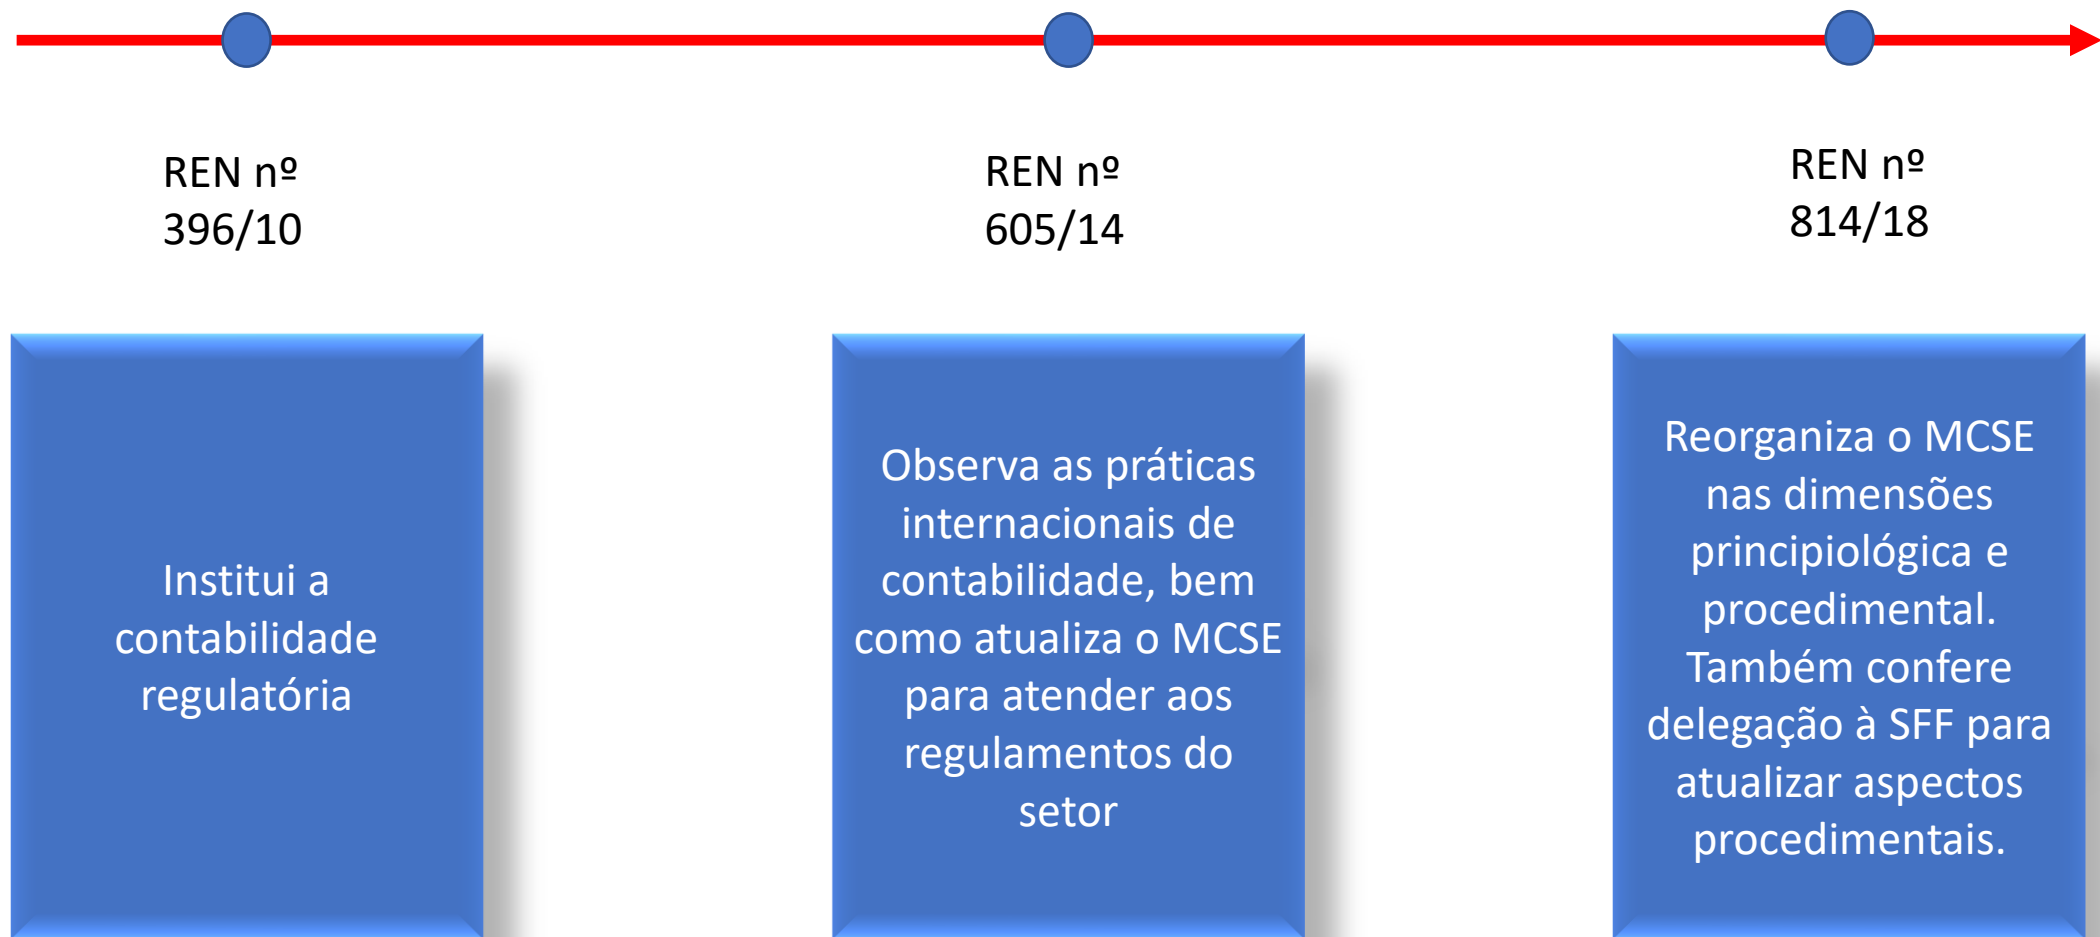 REN nº
396/10
REN nº
605/14
REN nº
814/18
Institui a
contabilidade
regulatória
Observa as práticas
internacionais de
contabilidade, bem
como atualiza o MCSE
para atender aos
regulamentos do
setor
Reorganiza o MCSE
nas dimensões
principiológica e
procedimental.
Também confere
delegação à SFF para
atualizar aspectos
procedimentais.